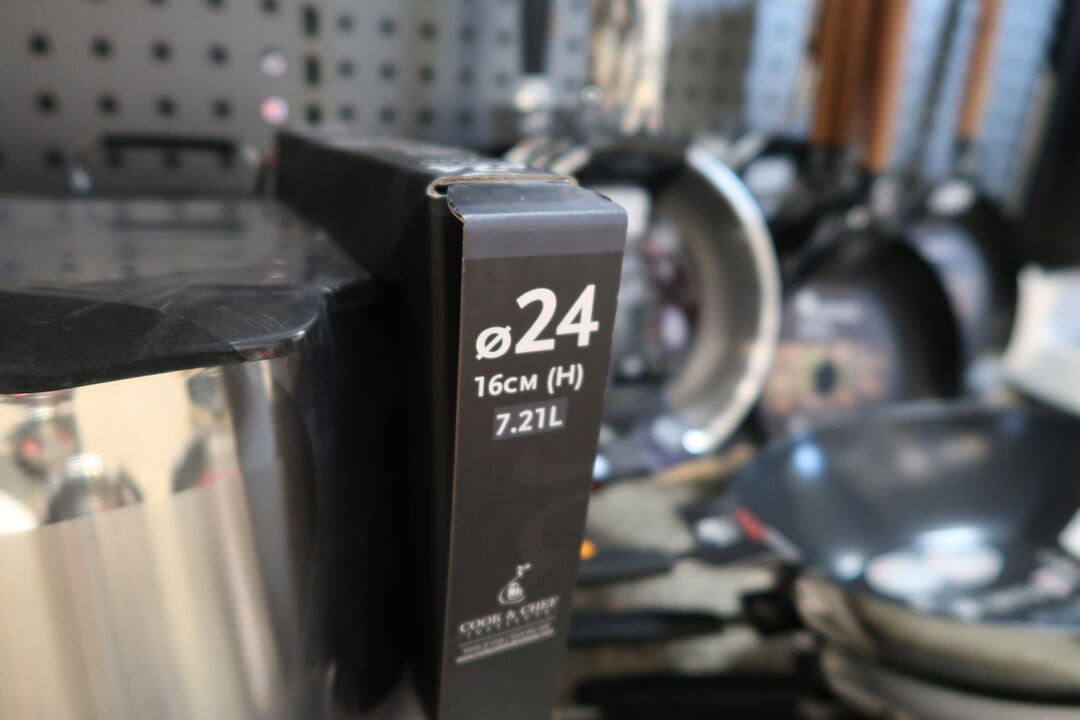 ø24
16CM (H)
7.21L
COOK & CHEF